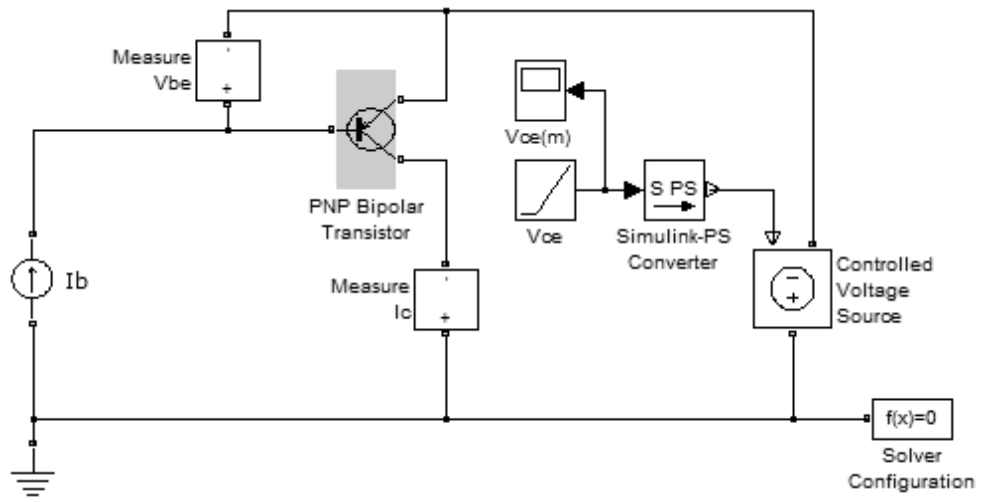 Measure
Vbe
-
+
PNP Bipolar
Transistor
Vce(m)
Vce
S PS
Simulink-PS
Converter
Ib
Measure
Ic
-
+
-
+
Controlled
Voltage
Source
f(x)=0
Solver
Configuration